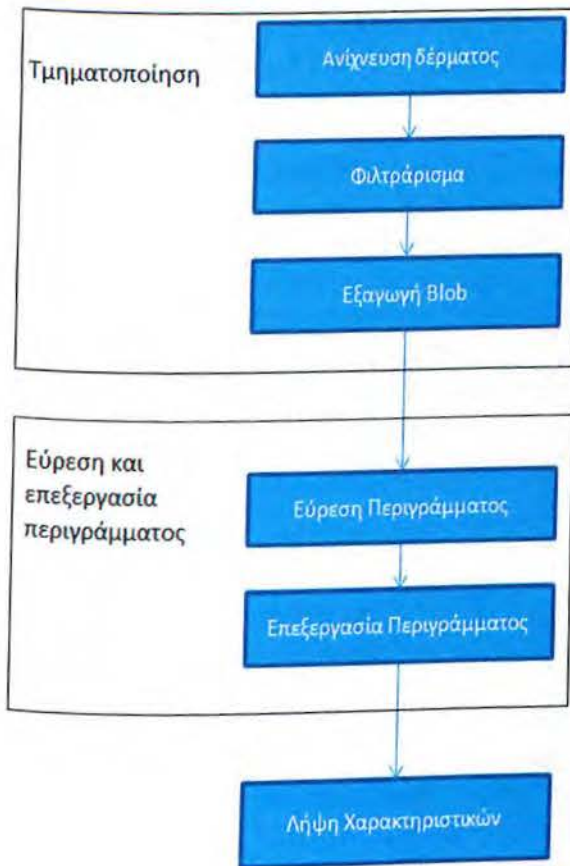 Τμηματοποίηση
Ανίχνευση δέρματος
Φιλτράρισμα
Εξαγωγή Blob
Εύρεση και
επεξεργασία
περιγράμματος
Εύρεση Περιγράμματος
Επεξεργασία Περιγράμματος
Λήψη Χαρακτηριστικών